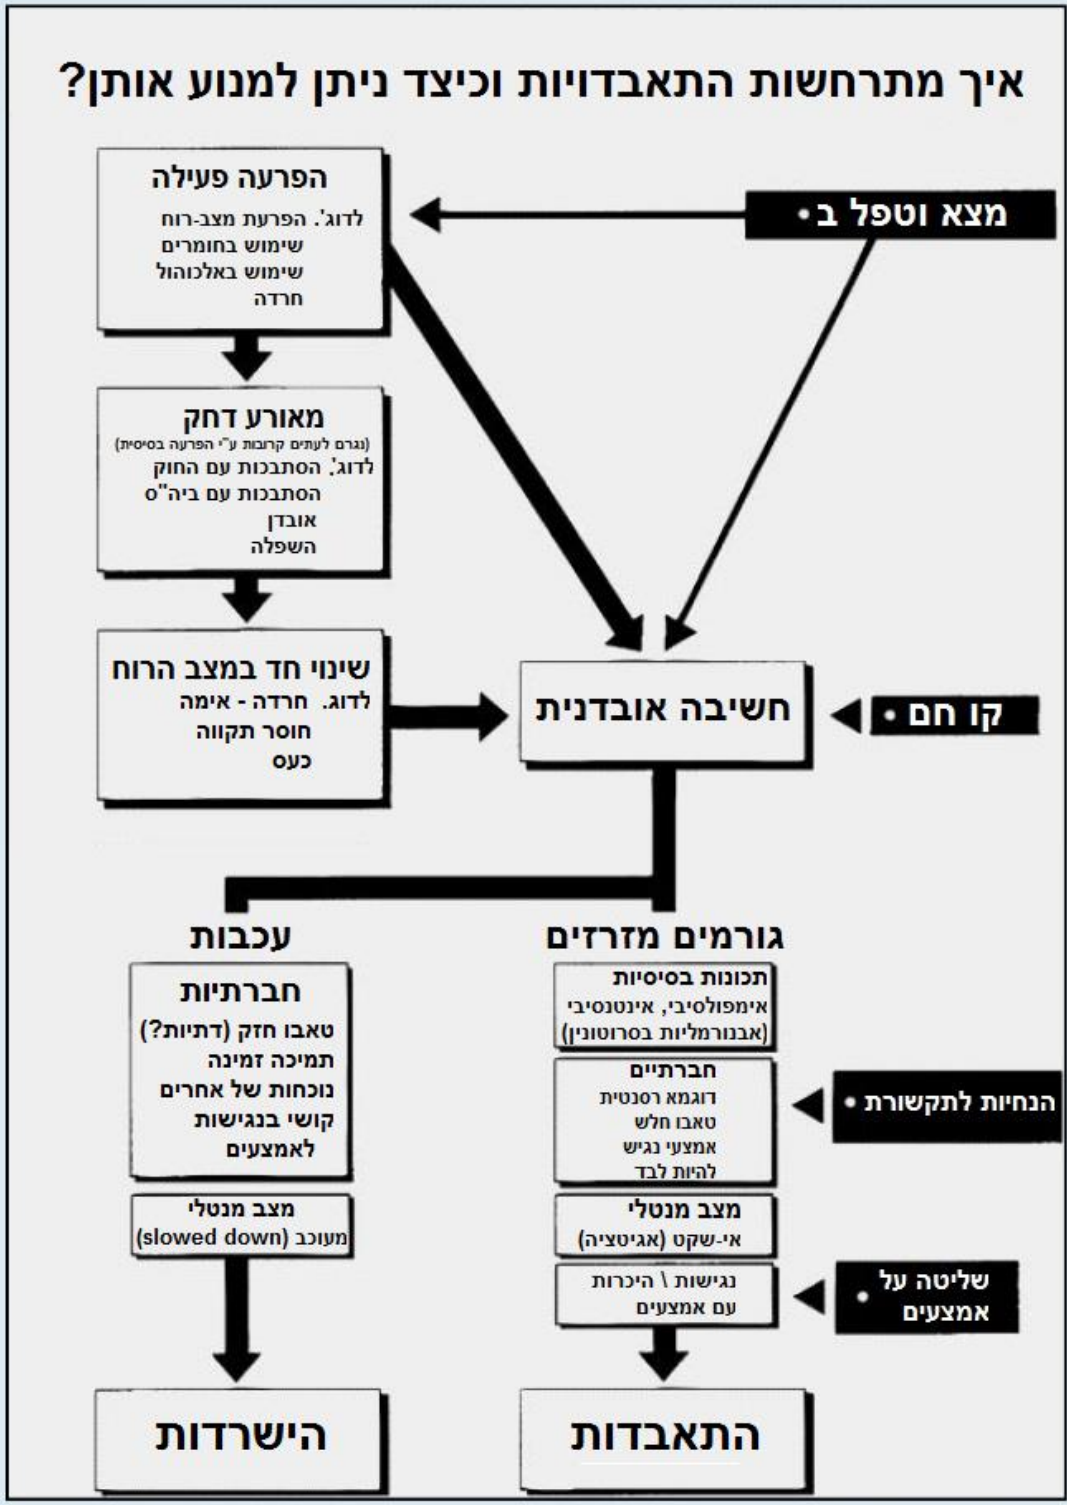 איך מתרחשות התאבדויות וכיצד ניתן למנוע אותן?
הפרעה פעילה
לדוג'. הפרעת מצב-רוח
שימוש בחומרים
שימוש באלכוהול
חרדה
מצא וטפל ב •
מאורע דחק
(נגרם לעתים קרובות ע"י הפרעה בסיסית)
לדוג', הסתבכות עם החוק
הסתבכות עם ביה"ס
אובדן
השפלה
שינוי חד במצב הרוח
לדוג. חרדה - אימה
חוסר תקווה
כעס
חשיבה אובדנית
קו חם •
גורמים מזרזים
תכונות בסיסיות
אימפולסיבי, אינטנסיבי
(אבנורמליות בסרוטונין)
חברתיים
דוגמא רסנטית
טאבו חלש
אמצעי נגיש
להיות לבד
הנחיות לתקשורת •
מצב מנטלי
אי-שקט (אגיטציה)
נגישות \ היכרות
עם אמצעים
שליטה על •
אמצעים
התאבדות
עכבות
חברתיות
טאבו חזק (דתיות?)
תמיכה זמינה
נוכחות של אחרים
קושי בנגישות
לאמצעים
מצב מנטלי
מעוכב (slowed down)
הישרדות